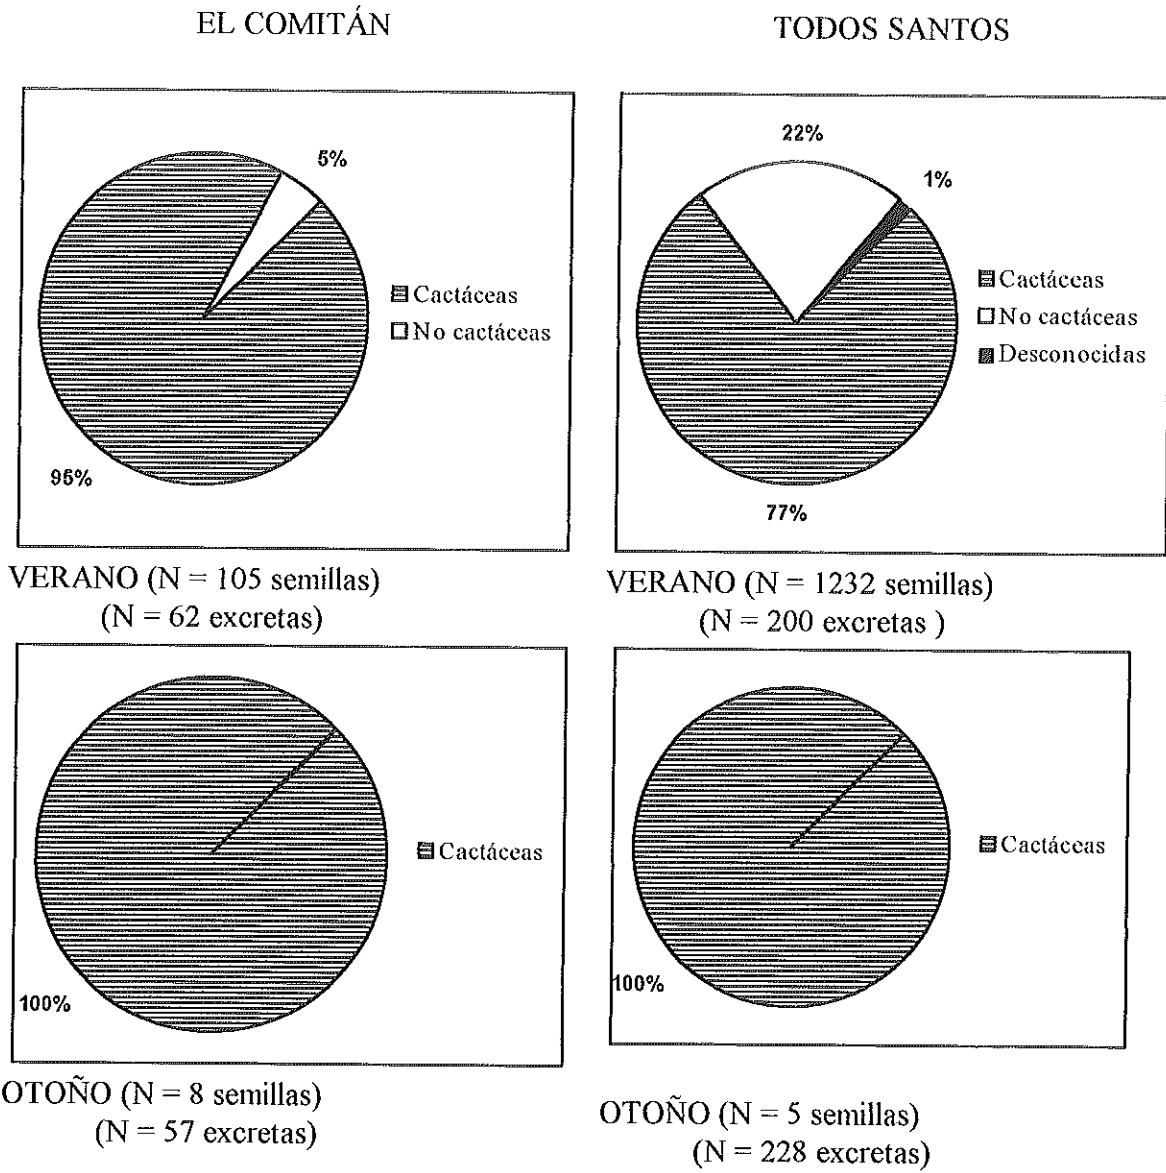 EL COMITÁN
TODOS SANTOS
5%
95%
Cactáceas
No cactáceas
22%
1%
77%
Cactáceas
No cactáceas
Desconocidas
VERANO (N = 105 semillas)
(N = 62 excretas)
VERANO (N = 1232 semillas)
(N = 200 excretas )
100%
Cactáceas
100%
Cactáceas
OTOÑO (N = 8 semillas)
(N = 57 excretas)
OTOÑO (N = 5 semillas)
(N = 228 excretas)